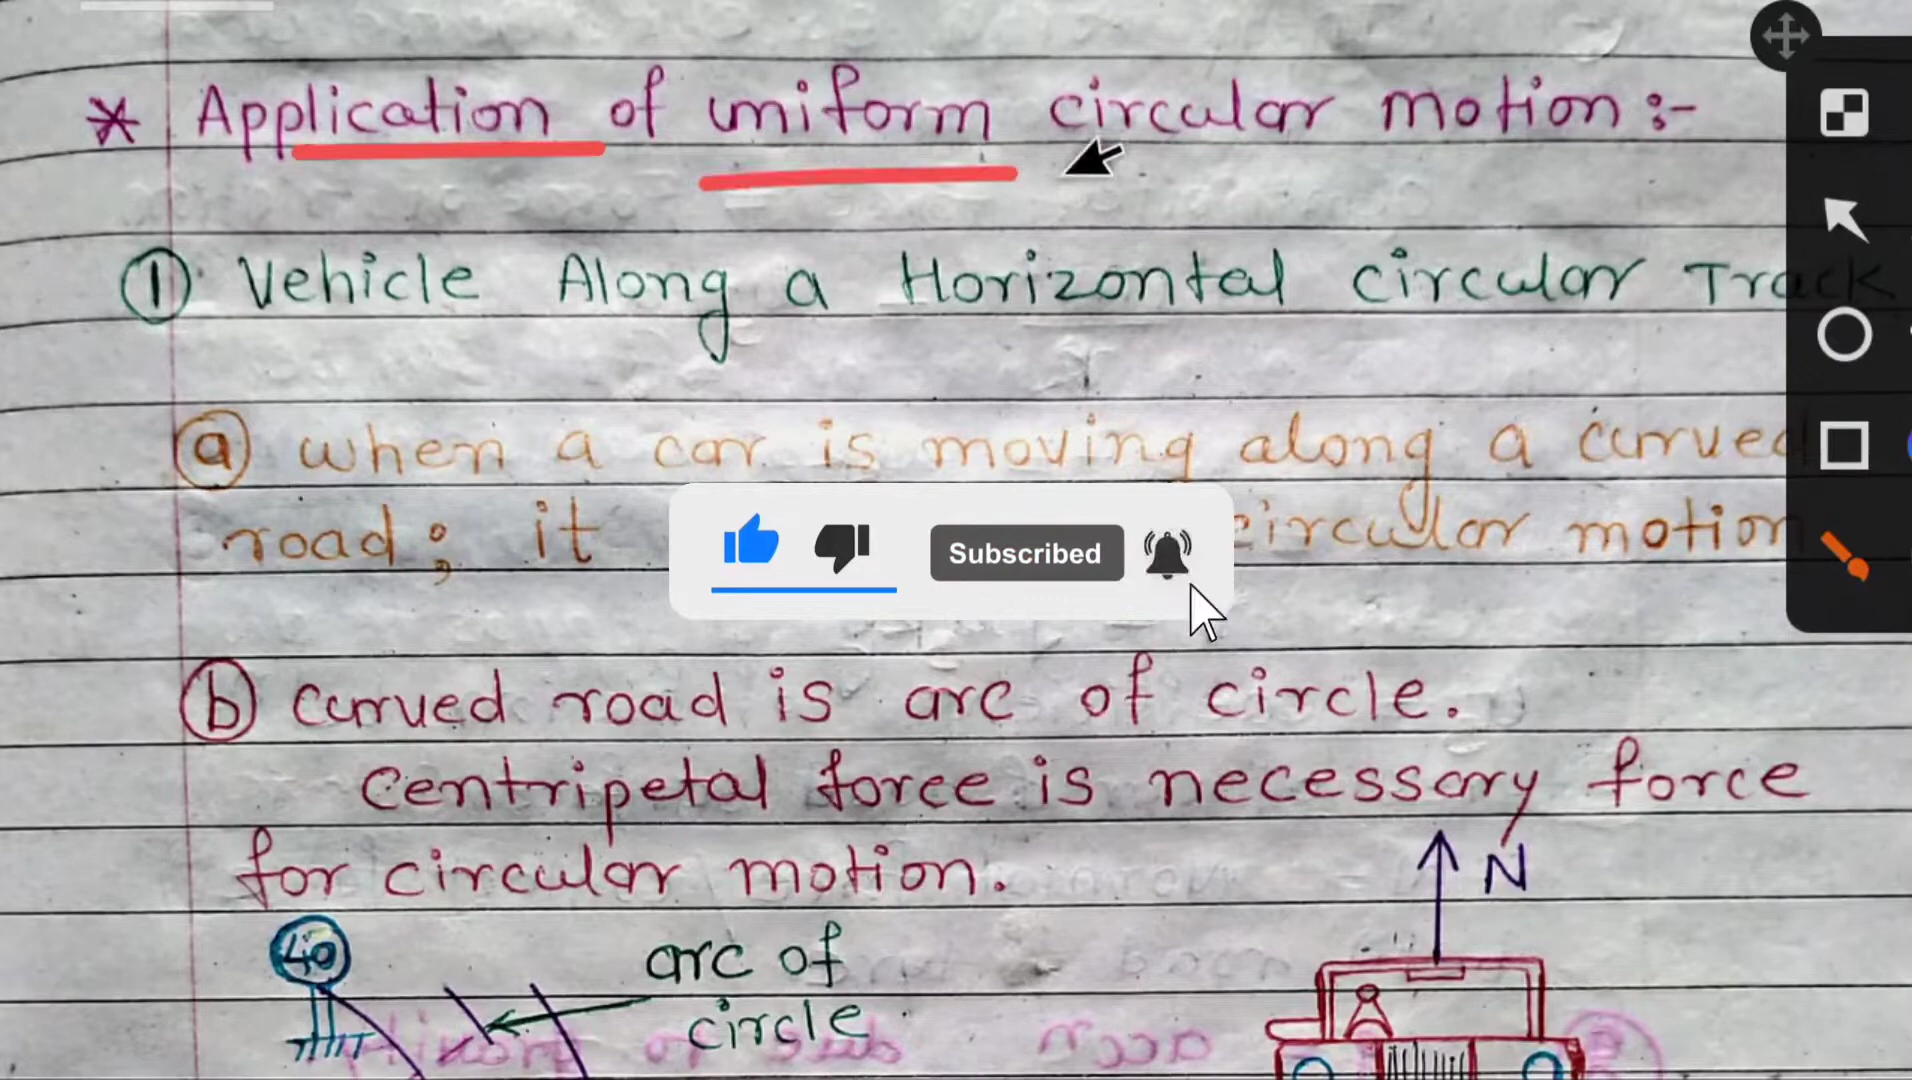 * Application of uniform circular motion :-
① Vehicle Along a Horizontal circular Track
ⓐ when a car is moving along a curved
road ; it circular motion
Subscribed
ⓑ curved road is arc of circle.
Centripetal force is necessary force
for circular motion.
N
40
arc of
circle